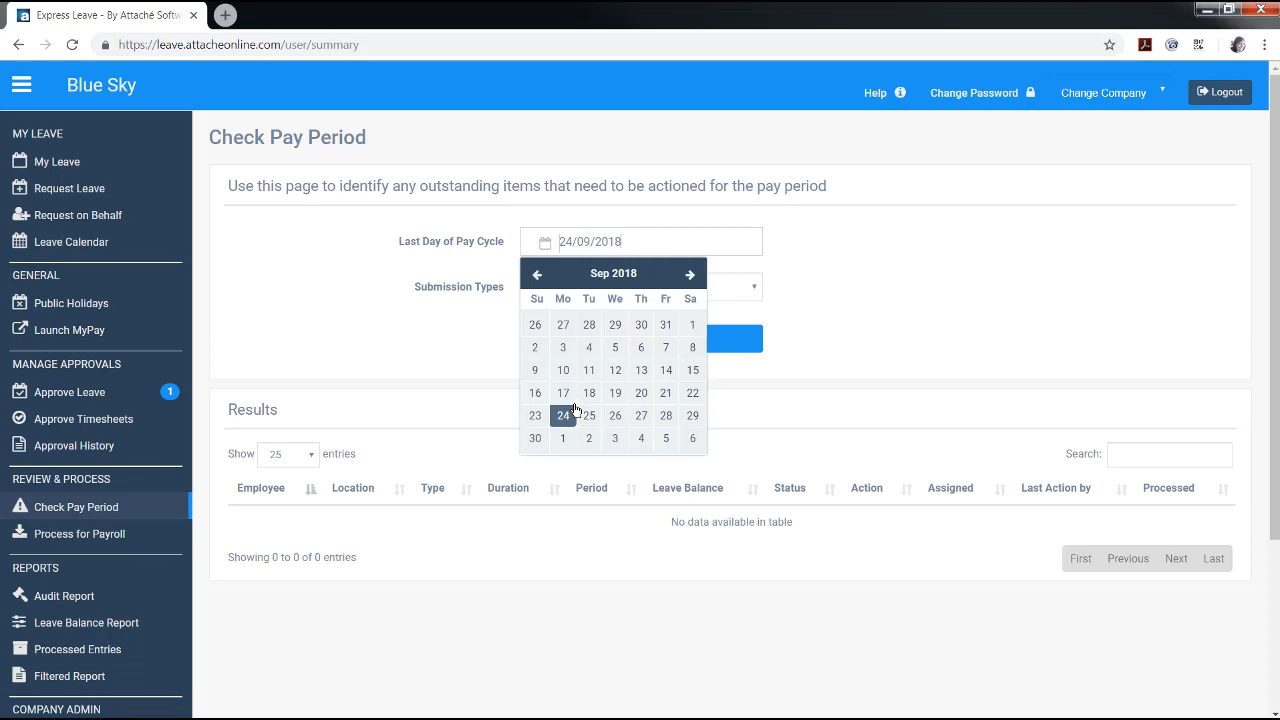 Express Leave - By Attaché Softw
https://leave.attacheonline.com/user/summary
Blue Sky
Help
Change Password
Change Company
Logout
MY LEAVE
My Leave
Request Leave
Request on Behalf
Leave Calendar
GENERAL
Public Holidays
Launch MyPay
MANAGE APPROVALS
Approve Leave 1
Approve Timesheets
Approval History
REVIEW & PROCESS
Check Pay Period
Process for Payroll
REPORTS
Audit Report
Leave Balance Report
Processed Entries
Filtered Report
COMPANY ADMIN
Check Pay Period
Use this page to identify any outstanding items that need to be actioned for the pay period
Last Day of Pay Cycle 24/09/2018
Submission Types
Sep 2018
Su Mo Tu We Th Fr Sa
26 27 28 29 30 31 1
2 3 4 5 6 7 8
9 10 11 12 13 14 15
16 17 18 19 20 21 22
23 24 25 26 27 28 29
30 1 2 3 4 5 6
Results
Show 25 entries
Search:
Employee Location Type Duration Period Leave Balance Status Action Assigned Last Action by Processed
No data available in table
Showing 0 to 0 of 0 entries
First Previous Next Last